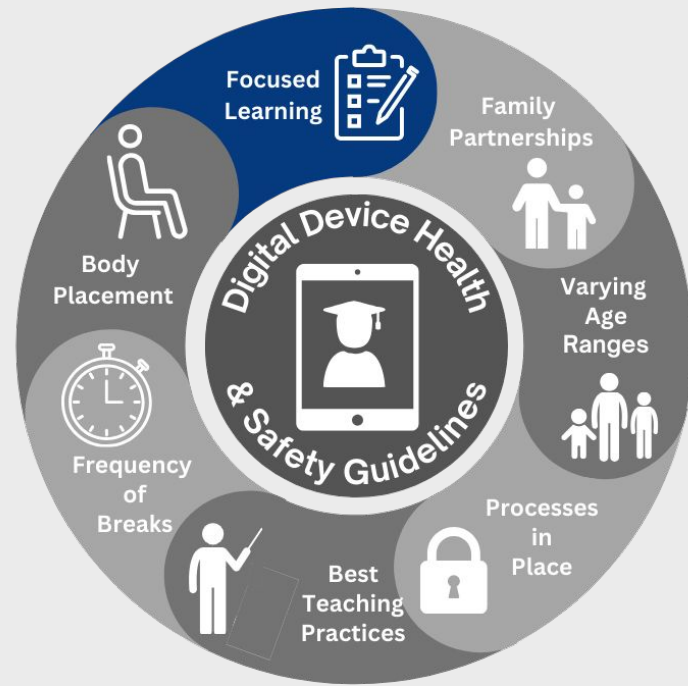 Focused
Learning
Family
Partnerships
Varying
Age
Ranges
Processes
in
Place
Best
Teaching
Practices
Frequency
of
Breaks
Body
Placement
Digital Device Health
& Safety Guidelines